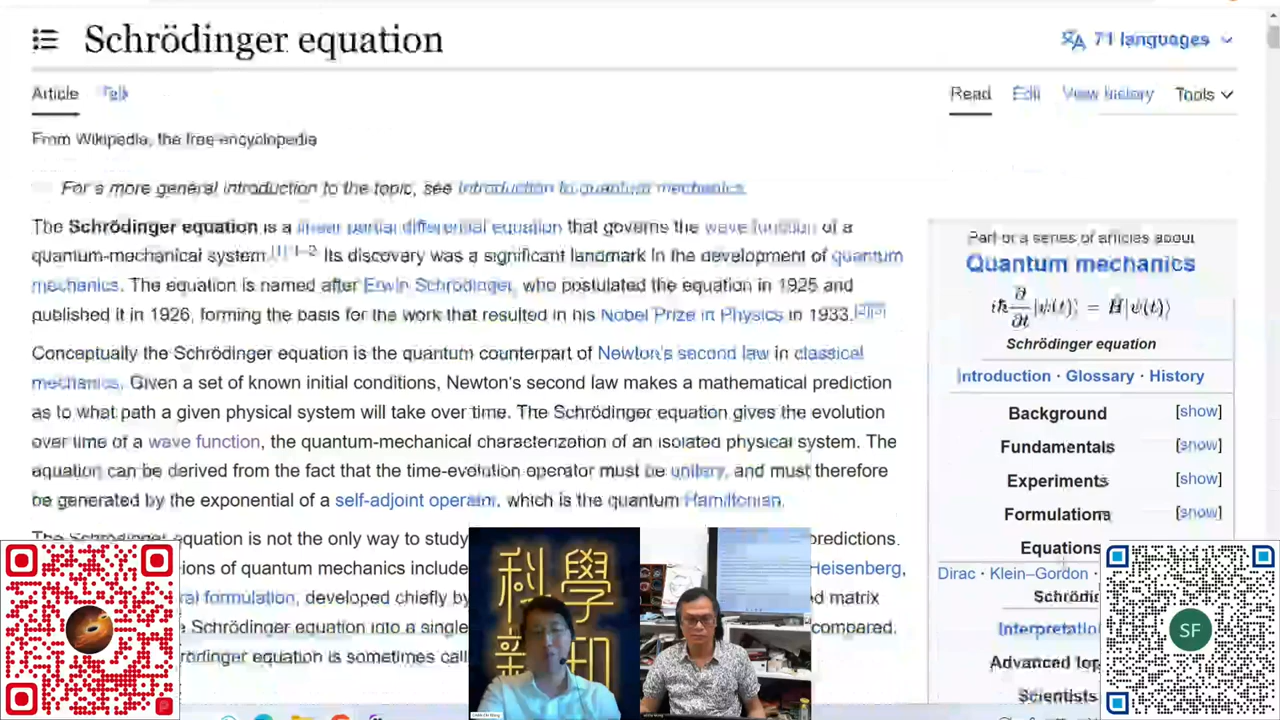 Schrödinger equation
71 languages
Article Talk
Read Edit View history Tools
From Wikipedia, the free encyclopedia
For a more general introduction to the topic, see Introduction to quantum mechanics.
The Schrödinger equation is a linear partial differential equation that governs the wave function of a
quantum-mechanical system. Its discovery was a significant landmark in the development of quantum
mechanics. The equation is named after Erwin Schrödinger, who postulated the equation in 1925 and
published it in 1926, forming the basis for the work that resulted in his Nobel Prize in Physics in 1933.
Conceptually the Schrödinger equation is the quantum counterpart of Newton's second law in classical
mechanics. Given a set of known initial conditions, Newton's second law makes a mathematical prediction
as to what path a given physical system will take over time. The Schrödinger equation gives the evolution
over time of a wave function, the quantum-mechanical characterization of an isolated physical system. The
equation can be derived from the fact that the time-evolution operator must be unitary, and must therefore
be generated by the exponential of a self-adjoint operator, which is the quantum Hamiltonian.
The Schrödinger equation is not the only way to study predictions.
ions of quantum mechanics include Heisenberg,
ral formulation, developed chiefly by d matrix
e Schrödinger equation into a single compared.
rödinger equation is sometimes call
Part of a series of articles about
Quantum mechanics
iħ ∂/∂t |ψ(t)⟩ = Ĥ|ψ(t)⟩
Schrödinger equation
Introduction · Glossary · History
Background [show]
Fundamentals [show]
Experiments [show]
Formulations [show]
Equations
Dirac · Klein–Gordon
Schrödin
Interpretatio
Advanced top
Scientists
科學
新知
SF